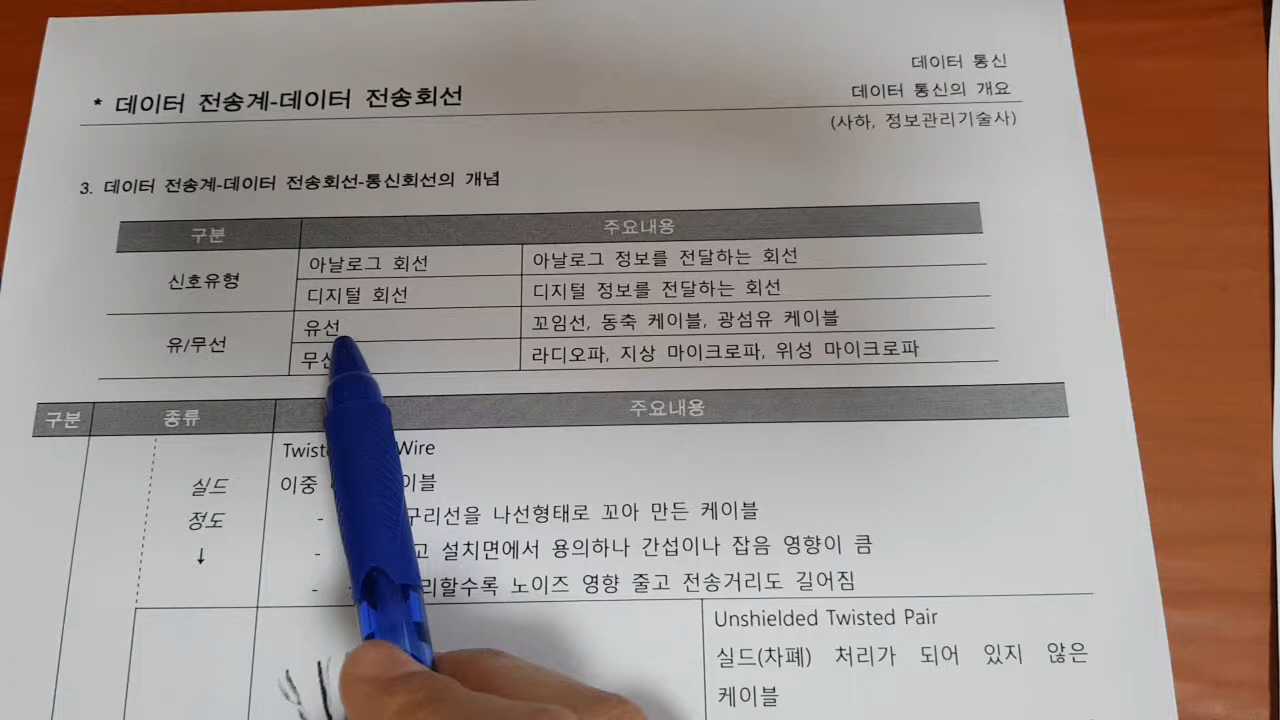 데이터 통신
* 데이터 전송계-데이터 전송회선
데이터 통신의 개요
(사하, 정보관리기술사)
3. 데이터 전송계-데이터 전송회선-통신회선의 개념
구분 주요내용
신호유형
아날로그 회선 아날로그 정보를 전달하는 회선
디지털 회선 디지털 정보를 전달하는 회선
유/무선
유선 꼬임선, 동축 케이블, 광섬유 케이블
라디오파, 지상 마이크로파, 위성 마이크로파
구분 종류 주요내용
Wire
실드 이중
정도 구리선을 나선형태로 꼬아 만든 케이블
↓ - 설치면에서 용의하나 간섭이나 잡음 영향이 큼
- 노이즈 영향 줄고 전송거리도 길어짐
Unshielded Twisted Pair
실드(차폐) 처리가 되어 있지 않은
케이블